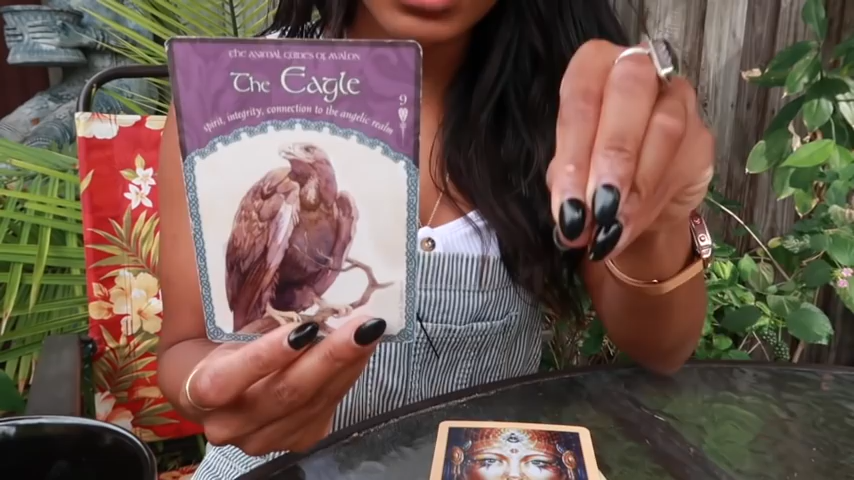 the Animal Guides of Avalon
The Eagle
9
spirit, integrity, connection to the angelic realm